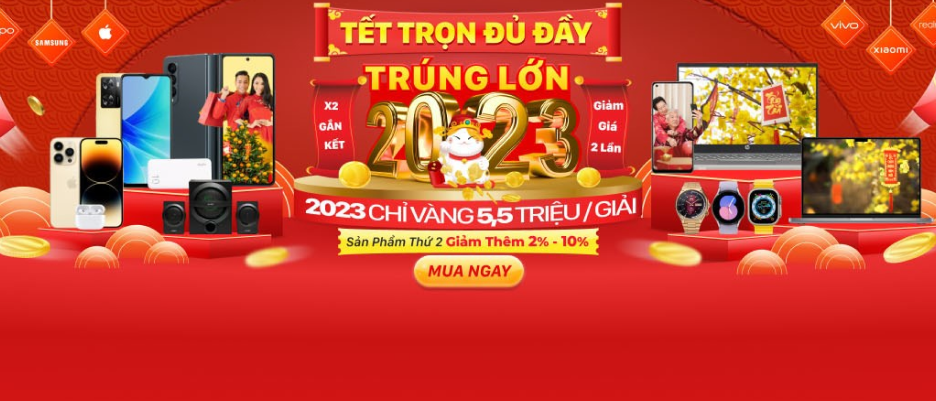 TẾT TRỌN ĐỦ ĐẦY
TRÚNG LỚN
2023
X2
GẮN
KẾT
Giảm
Giá
2 Lần
2023 CHỈ VÀNG 5,5 TRIỆU / GIẢI
Sản Phẩm Thứ 2 Giảm Thêm 2% - 10%
MUA NGAY
SAMSUNG
vivo
xiaomi